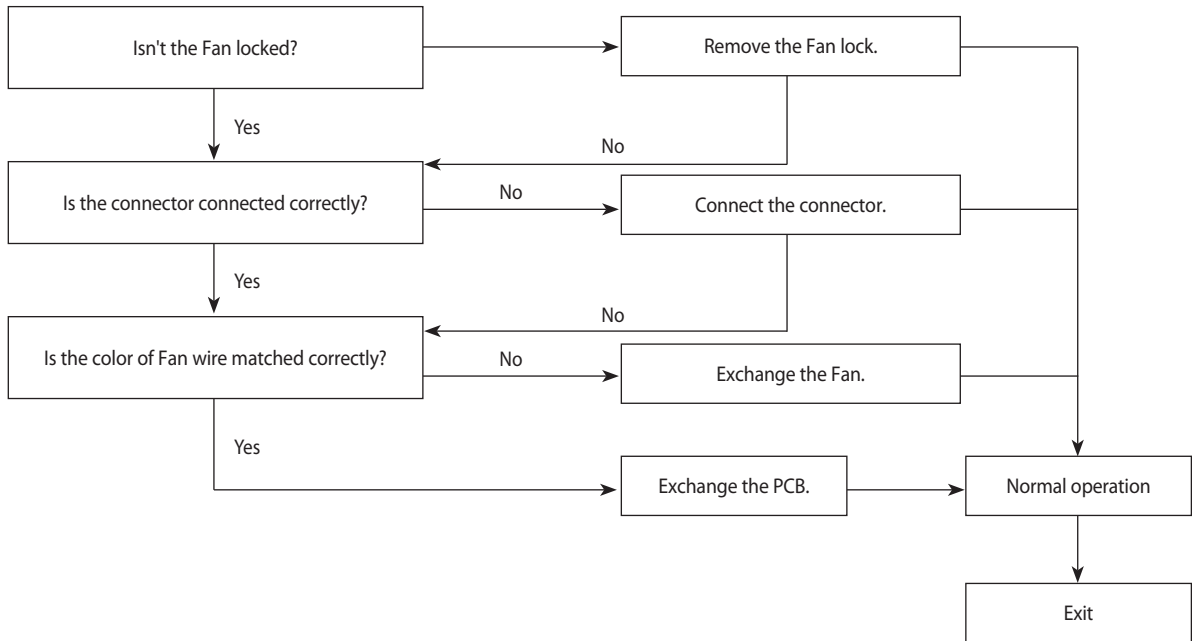 Isn't the Fan locked?
Remove the Fan lock.
Yes
No
Is the connector connected correctly?
No
Connect the connector.
Yes
No
Is the color of Fan wire matched correctly?
No
Exchange the Fan.
Yes
Exchange the PCB.
Normal operation
Exit